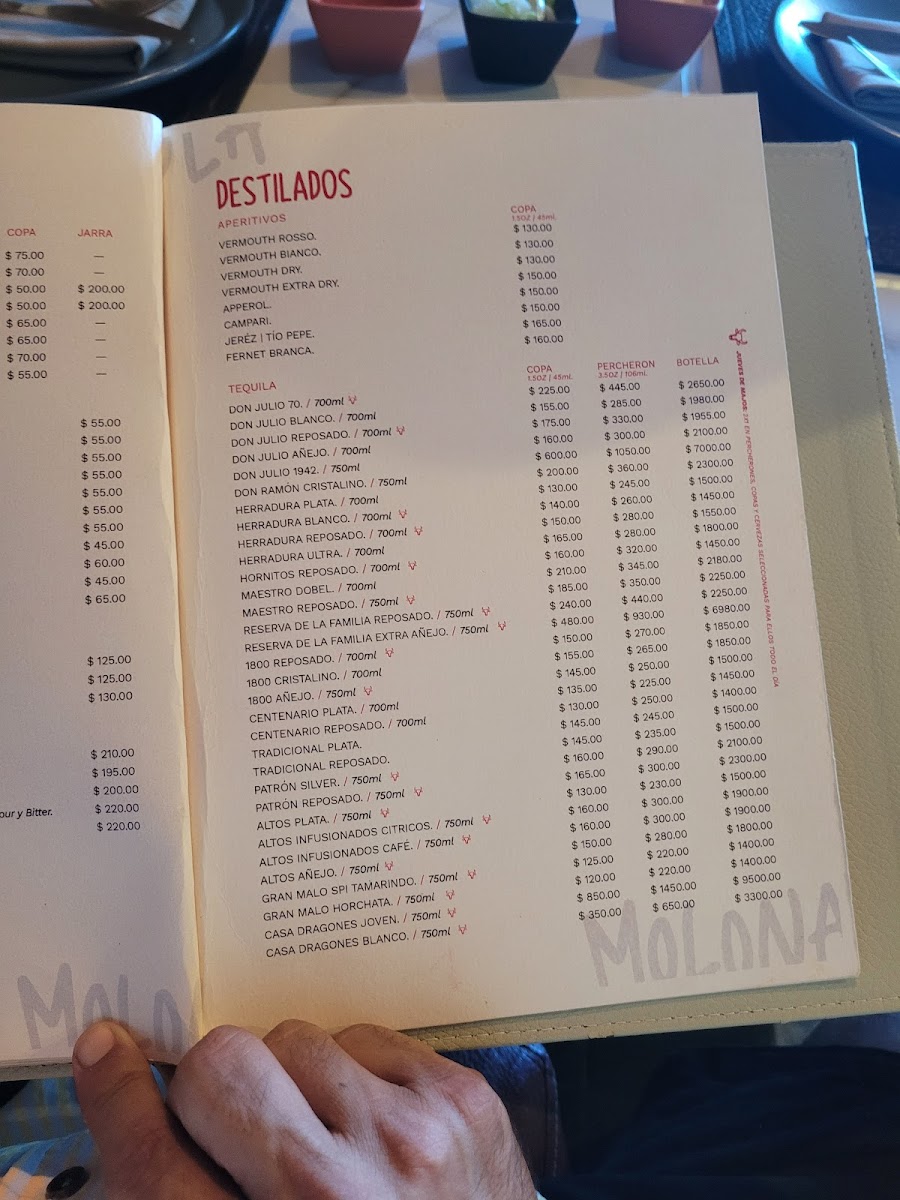 COPA JARRA
$ 75.00 —
$ 70.00 —
$ 50.00 $ 200.00
$ 50.00 $ 200.00
$ 65.00 —
$ 65.00 —
$ 70.00 —
$ 55.00 —
$ 55.00
$ 55.00
$ 55.00
$ 55.00
$ 55.00
$ 55.00
$ 55.00
$ 45.00
$ 60.00
$ 45.00
$ 65.00
$ 125.00
$ 125.00
$ 130.00
$ 210.00
$ 195.00
$ 200.00
our y Bitter. $ 220.00
$ 220.00
DESTILADOS
APERITIVOS COPA
1.5OZ / 45mL
VERMOUTH ROSSO. $ 130.00
VERMOUTH BIANCO. $ 130.00
VERMOUTH DRY. $ 130.00
VERMOUTH EXTRA DRY. $ 150.00
APPEROL. $ 150.00
CAMPARI. $ 150.00
JERÉZ | TÍO PEPE. $ 165.00
FERNET BRANCA. $ 160.00
TEQUILA COPA PERCHERON BOTELLA
1.5OZ / 45mL 3.5OZ / 106mL
DON JULIO 70. / 700ml $ 225.00 $ 445.00 $ 2650.00
DON JULIO BLANCO. / 700ml $ 155.00 $ 285.00 $ 1980.00
DON JULIO REPOSADO. / 700ml $ 175.00 $ 330.00 $ 1955.00
DON JULIO AÑEJO. / 700ml $ 160.00 $ 300.00 $ 2100.00
DON JULIO 1942. / 750ml $ 600.00 $ 1050.00 $ 7000.00
DON RAMÓN CRISTALINO. / 750ml $ 200.00 $ 360.00 $ 2300.00
HERRADURA PLATA. / 700ml $ 130.00 $ 245.00 $ 1500.00
HERRADURA BLANCO. / 700ml $ 140.00 $ 260.00 $ 1450.00
HERRADURA REPOSADO. / 700ml $ 150.00 $ 280.00 $ 1550.00
HERRADURA ULTRA. / 700ml $ 165.00 $ 280.00 $ 1800.00
HORNITOS REPOSADO. / 700ml $ 160.00 $ 320.00 $ 1450.00
MAESTRO DOBEL. / 700ml $ 210.00 $ 345.00 $ 2180.00
MAESTRO REPOSADO. / 750ml $ 185.00 $ 350.00 $ 2250.00
RESERVA DE LA FAMILIA REPOSADO. / 750ml $ 240.00 $ 440.00 $ 2250.00
RESERVA DE LA FAMILIA EXTRA AÑEJO. / 750ml $ 480.00 $ 930.00 $ 6980.00
1800 REPOSADO. / 700ml $ 150.00 $ 270.00 $ 1850.00
1800 CRISTALINO. / 700ml $ 155.00 $ 265.00 $ 1850.00
1800 AÑEJO. / 750ml $ 145.00 $ 250.00 $ 1500.00
CENTENARIO PLATA. / 700ml $ 135.00 $ 225.00 $ 1450.00
CENTENARIO REPOSADO. / 700ml $ 130.00 $ 250.00 $ 1400.00
TRADICIONAL PLATA. $ 145.00 $ 245.00 $ 1500.00
TRADICIONAL REPOSADO. $ 145.00 $ 235.00 $ 1500.00
PATRÓN SILVER. / 750ml $ 160.00 $ 290.00 $ 2100.00
PATRÓN REPOSADO. / 750ml $ 165.00 $ 300.00 $ 2300.00
ALTOS PLATA. / 750ml $ 130.00 $ 230.00 $ 1500.00
ALTOS INFUSIONADOS CITRICOS. / 750ml $ 160.00 $ 300.00 $ 1900.00
ALTOS INFUSIONADOS CAFÉ. / 750ml $ 160.00 $ 300.00 $ 1900.00
ALTOS AÑEJO. / 750ml $ 150.00 $ 280.00 $ 1800.00
GRAN MALO SPI TAMARINDO. / 750ml $ 125.00 $ 220.00 $ 1400.00
GRAN MALO HORCHATA. / 750ml $ 120.00 $ 220.00 $ 1400.00
CASA DRAGONES JOVEN. / 750ml $ 850.00 $ 1450.00 $ 9500.00
CASA DRAGONES BLANCO. / 750ml $ 350.00 $ 650.00 $ 3300.00
JUEVES DE MAJOS: 2X1 EN PERCHERONES, COPAS Y CERVEZAS SELECCIONADAS PARA ELLOS TODO EL DÍA
MOLONA